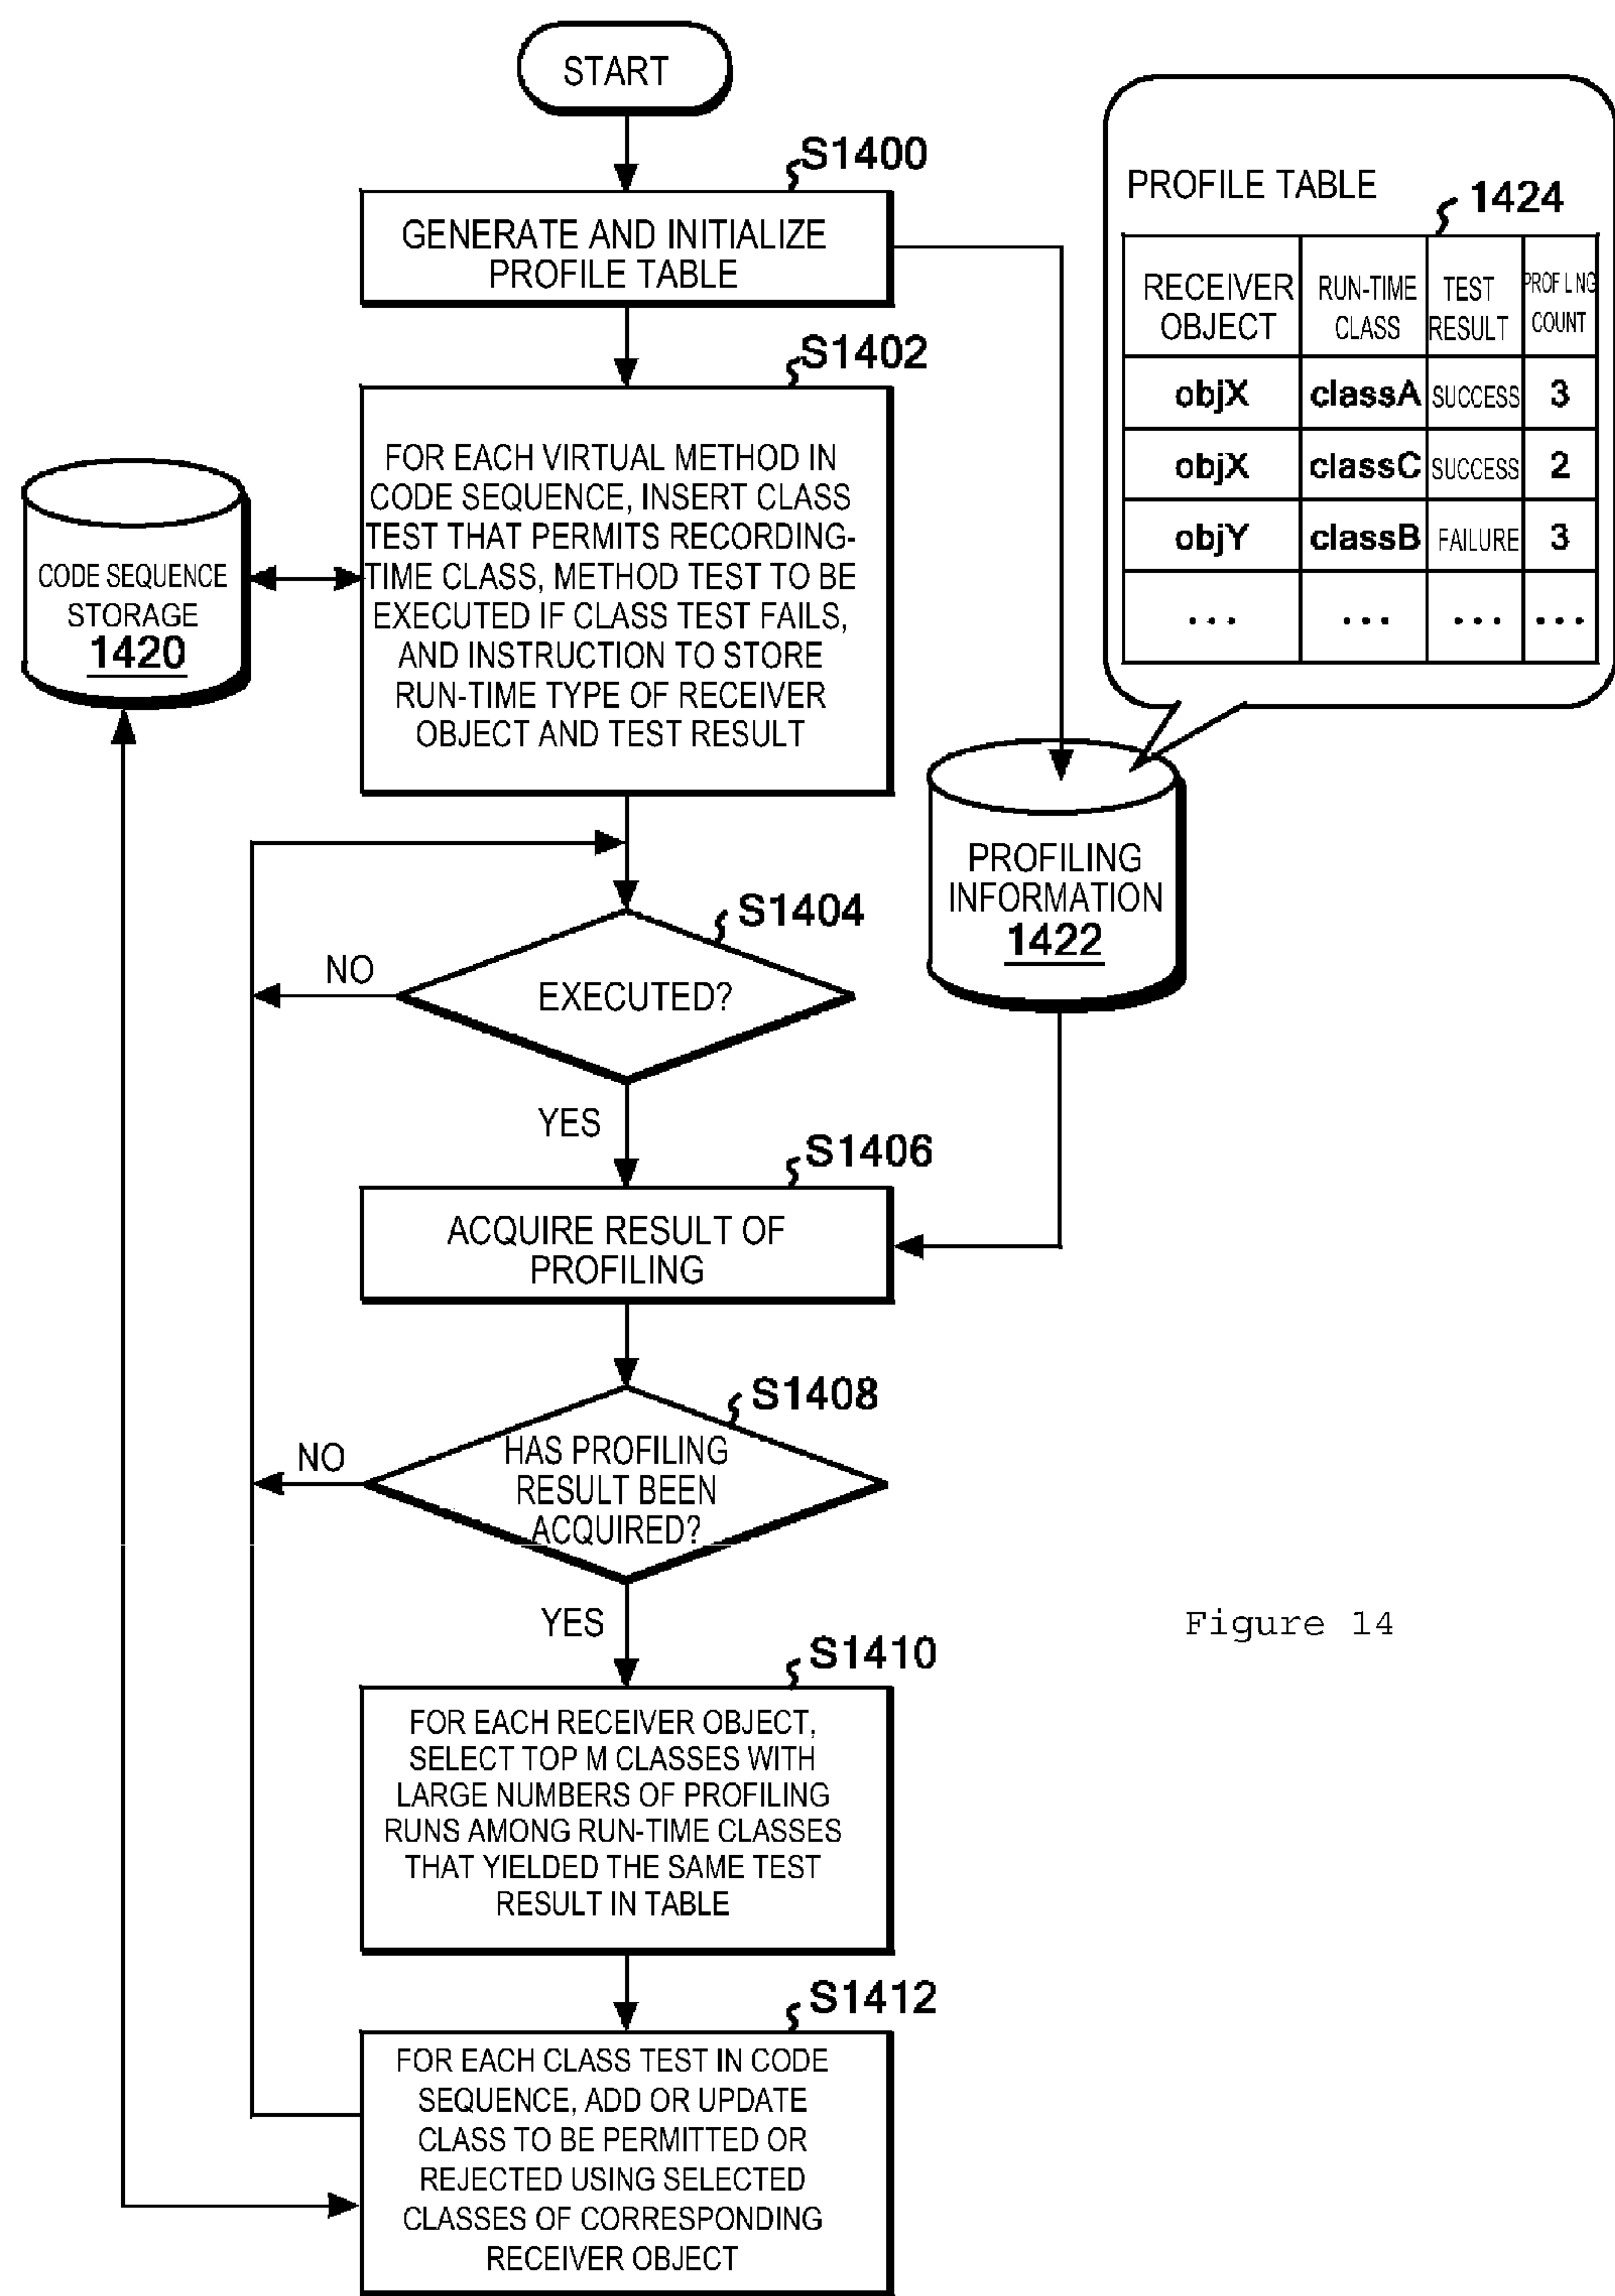 START
S1400
GENERATE AND INITIALIZE
PROFILE TABLE
S1402
FOR EACH VIRTUAL METHOD IN
CODE SEQUENCE, INSERT CLASS
TEST THAT PERMITS RECORDING-
TIME CLASS, METHOD TEST TO BE
EXECUTED IF CLASS TEST FAILS,
AND INSTRUCTION TO STORE
RUN-TIME TYPE OF RECEIVER
OBJECT AND TEST RESULT
CODE SEQUENCE
STORAGE
1420
PROFILE TABLE
1424
RECEIVER OBJECT RUN-TIME CLASS TEST RESULT PROFILING COUNT
objX classA SUCCESS 3
objX classC SUCCESS 2
objY classB FAILURE 3
... ... ... ...
PROFILING
INFORMATION
1422
S1404
EXECUTED?
NO
YES
S1406
ACQUIRE RESULT OF
PROFILING
S1408
HAS PROFILING
RESULT BEEN
ACQUIRED?
NO
YES
S1410
FOR EACH RECEIVER OBJECT,
SELECT TOP M CLASSES WITH
LARGE NUMBERS OF PROFILING
RUNS AMONG RUN-TIME CLASSES
THAT YIELDED THE SAME TEST
RESULT IN TABLE
S1412
FOR EACH CLASS TEST IN CODE
SEQUENCE, ADD OR UPDATE
CLASS TO BE PERMITTED OR
REJECTED USING SELECTED
CLASSES OF CORRESPONDING
RECEIVER OBJECT
Figure 14